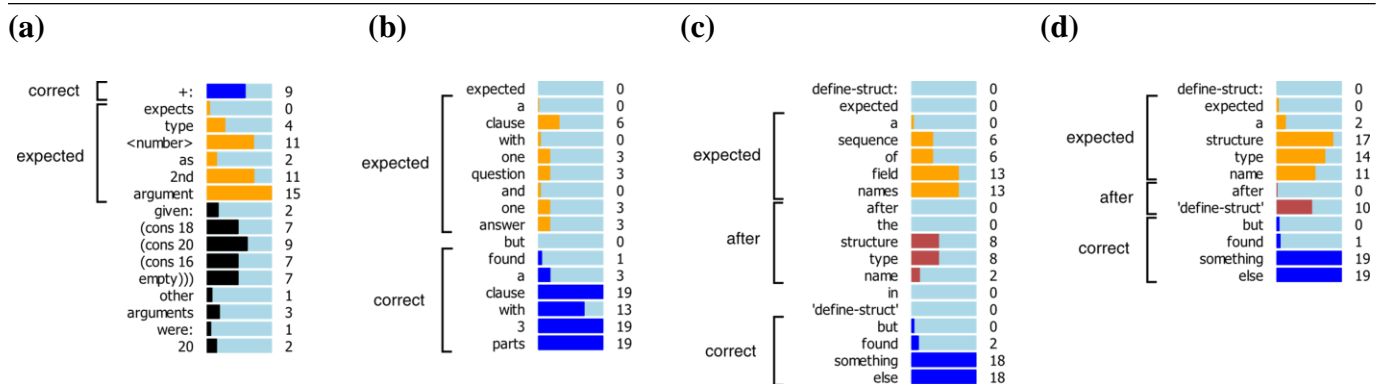 (a)
correct
expected
+: 9
expects 0
type 4
<number> 11
as 2
2nd 11
argument 15
given: 2
(cons 18 7
(cons 20 9
(cons 16 7
empty))) 7
other 1
arguments 3
were: 1
20 2
(b)
expected
correct
expected 0
a 0
clause 6
with 0
one 3
question 3
and 0
one 3
answer 3
but 0
found 1
a 3
clause 19
with 13
3 19
parts 19
(c)
expected
after
correct
define-struct: 0
expected 0
a 0
sequence 6
of 6
field 13
names 13
after 0
the 0
structure 8
type 8
name 2
in 0
'define-struct' 0
but 0
found 2
something 18
else 18
(d)
expected
after
correct
define-struct: 0
expected 0
a 2
structure 17
type 14
name 11
after 0
'define-struct' 10
but 0
found 1
something 19
else 19